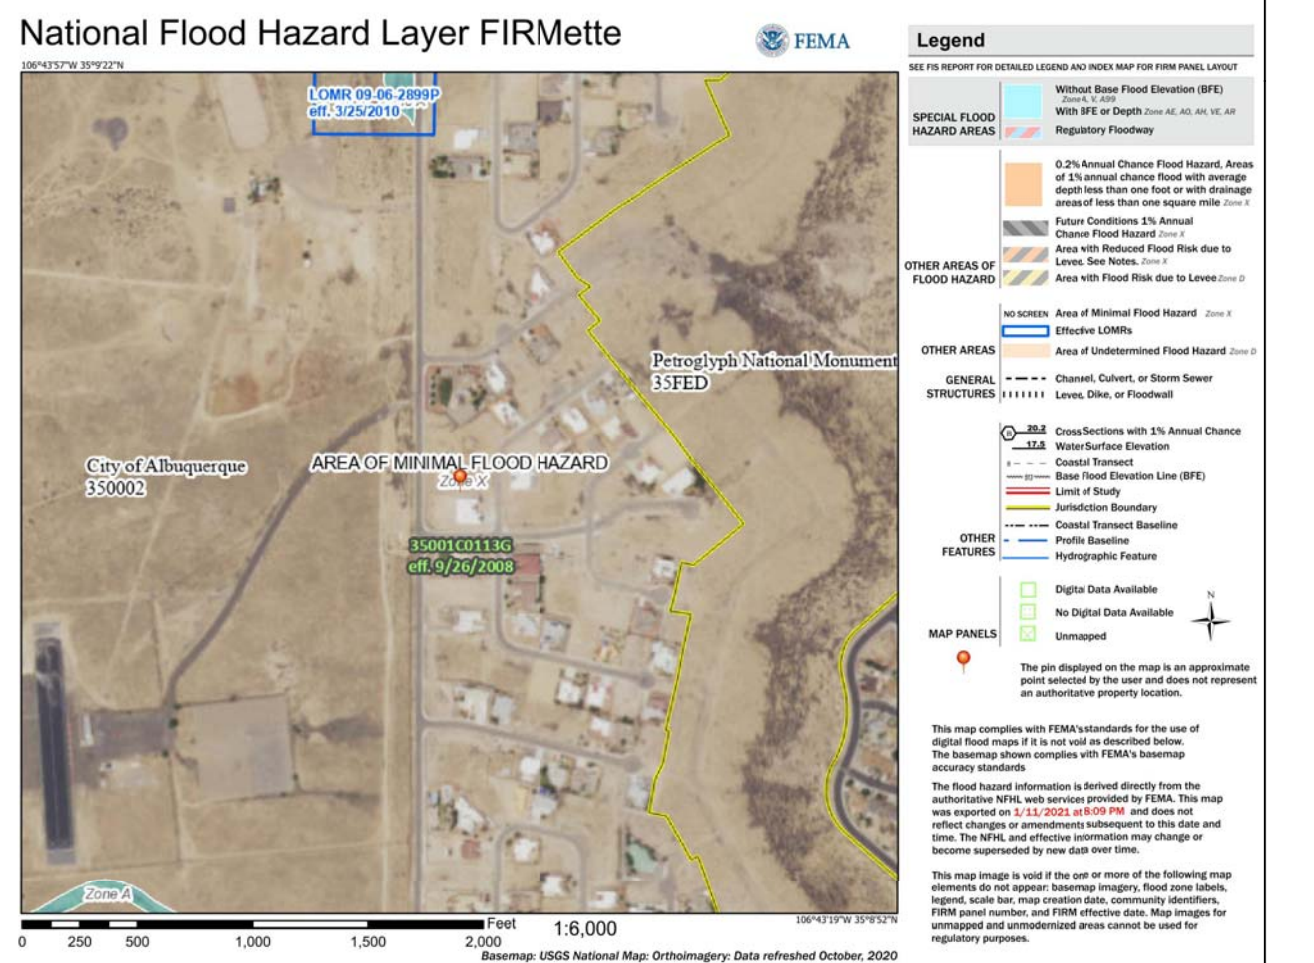 National Flood Hazard Layer FIRMette
FEMA
106°43'57"W 35°9'22"N
LOMR 09-06-2899P
eff. 3/25/2010
Petroglyph National Monument
35FED
City of Albuquerque
350002
AREA OF MINIMAL FLOOD HAZARD
Zone X
35001C0113G
eff. 9/26/2008
Zone A
106°43'19"W 35°8'52"N
0 250 500 1,000 1,500 2,000
Feet
1:6,000
Basemap: USGS National Map: Orthoimagery: Data refreshed October, 2020
Legend
SEE FIS REPORT FOR DETAILED LEGEND AND INDEX MAP FOR FIRM PANEL LAYOUT
SPECIAL FLOOD
HAZARD AREAS
Without Base Flood Elevation (BFE)
Zone A, V, A99
With BFE or Depth Zone AE, AO, AH, VE, AR
Regulatory Floodway
OTHER AREAS OF
FLOOD HAZARD
0.2% Annual Chance Flood Hazard, Areas
of 1% annual chance flood with average
depth less than one foot or with drainage
areas of less than one square mile Zone X
Future Conditions 1% Annual
Chance Flood Hazard Zone X
Area with Reduced Flood Risk due to
Levee. See Notes. Zone X
Area with Flood Risk due to Levee Zone D
OTHER AREAS
NO SCREEN Area of Minimal Flood Hazard Zone X
Effective LOMRs
Area of Undetermined Flood Hazard Zone D
GENERAL
STRUCTURES
Channel, Culvert, or Storm Sewer
Levee, Dike, or Floodwall
OTHER
FEATURES
20.2 Cross Sections with 1% Annual Chance
17.5 Water Surface Elevation
Coastal Transect
Base Flood Elevation Line (BFE)
Limit of Study
Jurisdiction Boundary
Coastal Transect Baseline
Profile Baseline
Hydrographic Feature
MAP PANELS
Digital Data Available
No Digital Data Available
Unmapped
N
The pin displayed on the map is an approximate
point selected by the user and does not represent
an authoritative property location.
This map complies with FEMA's standards for the use of
digital flood maps if it is not void as described below.
The basemap shown complies with FEMA's basemap
accuracy standards
The flood hazard information is derived directly from the
authoritative NFHL web services provided by FEMA. This map
was exported on 1/11/2021 at 8:09 PM and does not
reflect changes or amendments subsequent to this date and
time. The NFHL and effective information may change or
become superseded by new data over time.
This map image is void if the one or more of the following map
elements do not appear: basemap imagery, flood zone labels,
legend, scale bar, map creation date, community identifiers,
FIRM panel number, and FIRM effective date. Map images for
unmapped and unmodernized areas cannot be used for
regulatory purposes.